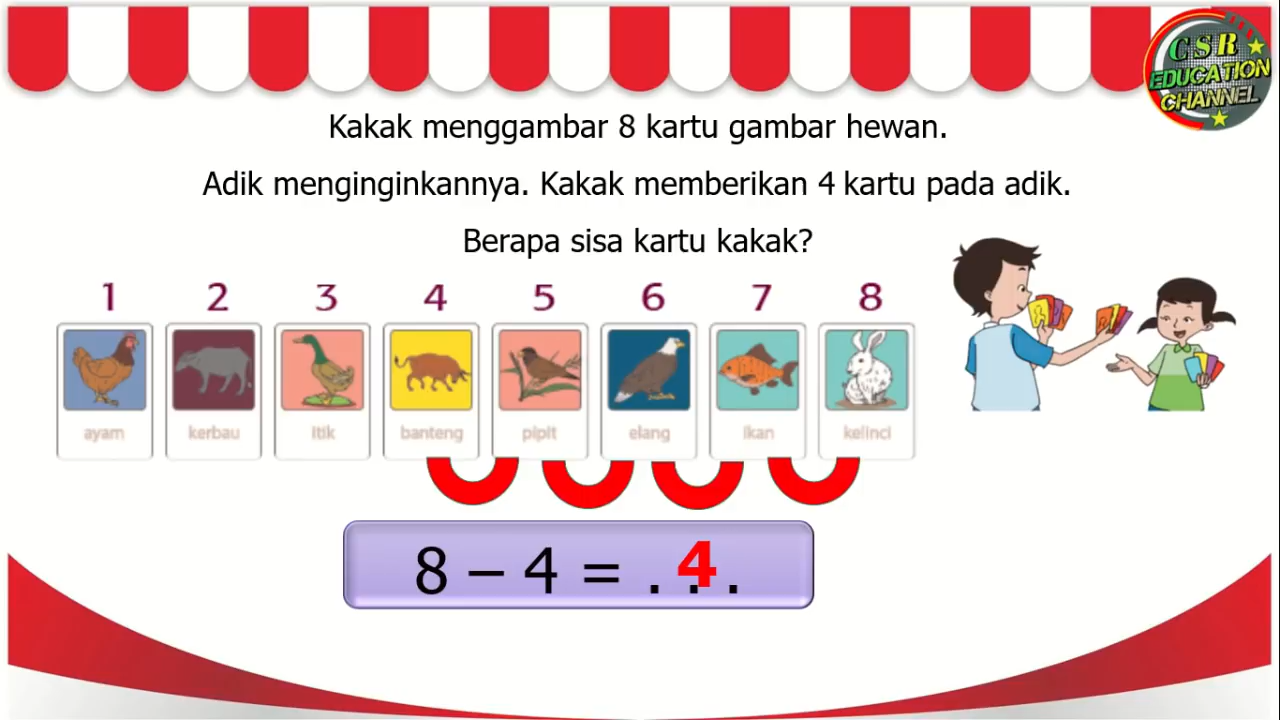 CSR
EDUCATION
CHANNEL
Kakak menggambar 8 kartu gambar hewan.
Adik menginginkannya. Kakak memberikan 4 kartu pada adik.
Berapa sisa kartu kakak?
1 2 3 4 5 6 7 8
ayam kerbau itik banteng pipit elang ikan kelinci
8 – 4 = . . . 4